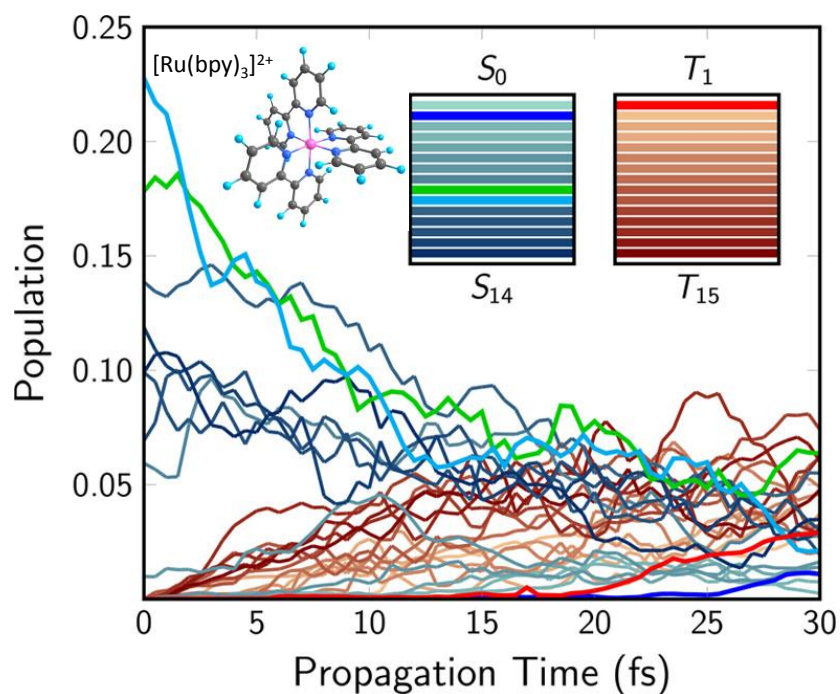 [Ru(bpy)₃]²⁺
S₀ T₁
S₁₄ T₁₅
Population
0.25
0.20
0.15
0.10
0.05
0 5 10 15 20 25 30
Propagation Time (fs)